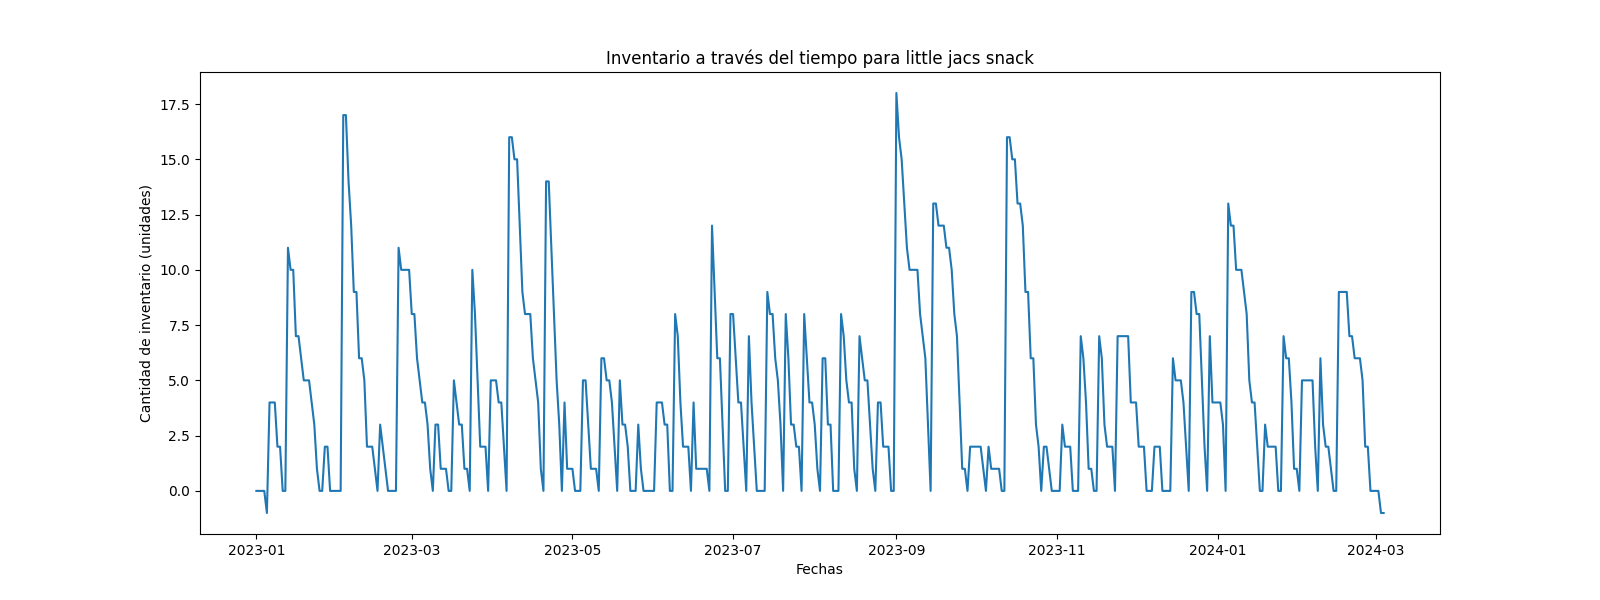 Inventario a través del tiempo para little jacs snack
Cantidad de inventario (unidades)
17.5
15.0
12.5
10.0
7.5
5.0
2.5
0.0
2023-01 2023-03 2023-05 2023-07 2023-09 2023-11 2024-01 2024-03
Fechas